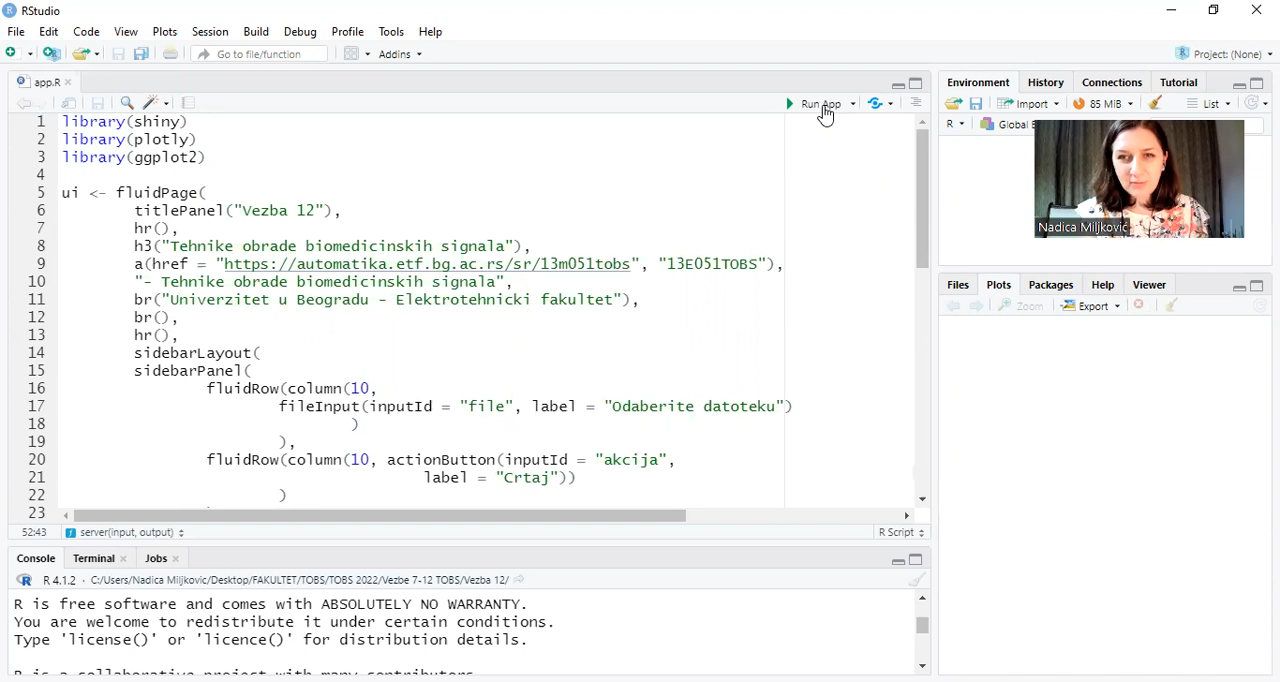 RStudio
File Edit Code View Plots Session Build Debug Profile Tools Help
Go to file/function Addins Project: (None)
app.R
Run App
1 library(shiny)
2 library(plotly)
3 library(ggplot2)
4
5 ui <- fluidPage(
6 titlePanel("Vezba 12"),
7 hr(),
8 h3("Tehnike obrade biomedicinskih signala"),
9 a(href = "https://automatika.etf.bg.ac.rs/sr/13m051tobs", "13E051TOBS"),
10 "- Tehnike obrade biomedicinskih signala",
11 br("Univerzitet u Beogradu - Elektrotehnicki fakultet"),
12 br(),
13 hr(),
14 sidebarLayout(
15 sidebarPanel(
16 fluidRow(column(10,
17 fileInput(inputId = "file", label = "Odaberite datoteku")
18 )
19 ),
20 fluidRow(column(10, actionButton(inputId = "akcija",
21 label = "Crtaj"))
22 )
23
52:43 server(input, output) R Script
Console Terminal Jobs
R 4.1.2 · C:/Users/Nadica Miljkovic/Desktop/FAKULTET/TOBS/TOBS 2022/Vezbe 7-12 TOBS/Vezba 12/
R is free software and comes with ABSOLUTELY NO WARRANTY.
You are welcome to redistribute it under certain conditions.
Type 'license()' or 'licence()' for distribution details.
R is a collaborative project with many contributors
Environment History Connections Tutorial
Import 85 MiB List
R Global E
Nadica Miljković
Files Plots Packages Help Viewer
Zoom Export